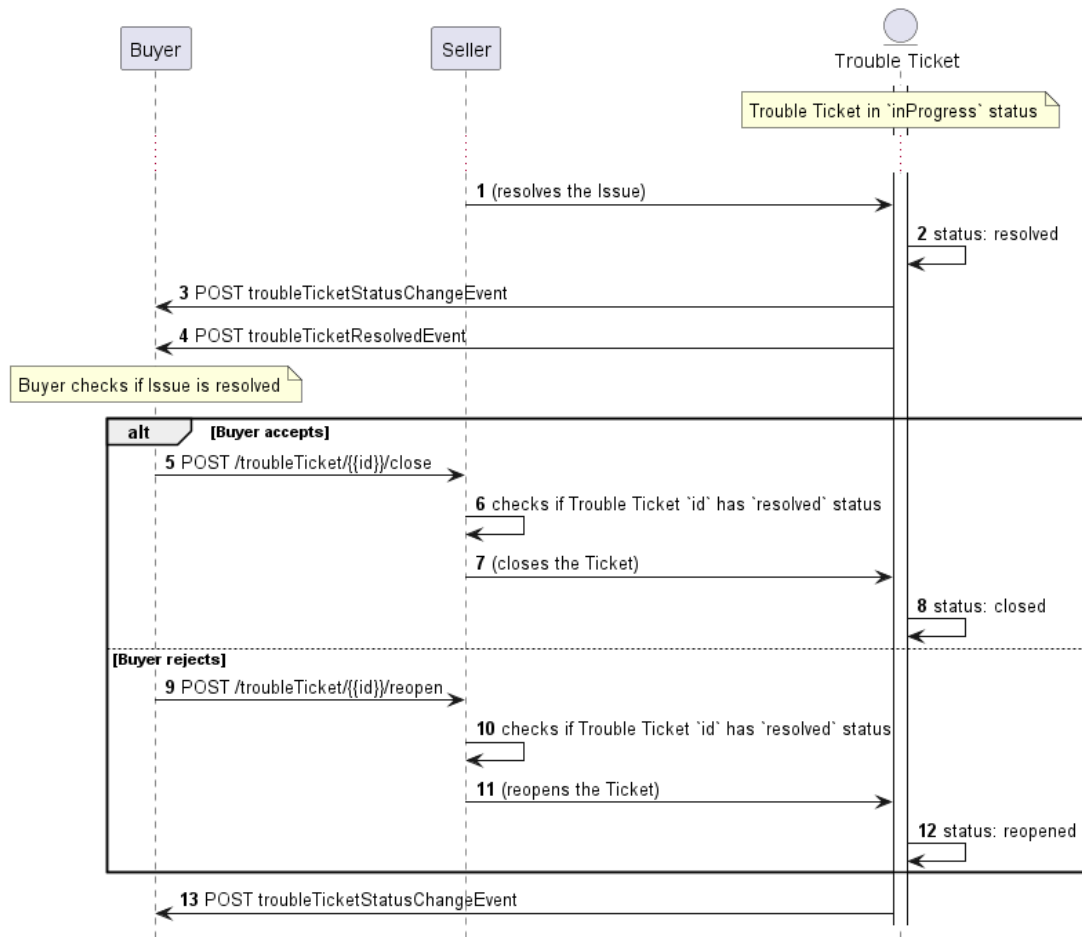 Buyer
Seller
Trouble Ticket
Trouble Ticket in `inProgress` status
1 (resolves the Issue)
2 status: resolved
3 POST troubleTicketStatusChangeEvent
4 POST troubleTicketResolvedEvent
Buyer checks if Issue is resolved
alt [Buyer accepts]
5 POST /troubleTicket/{{id}}/close
6 checks if Trouble Ticket `id` has `resolved` status
7 (closes the Ticket)
8 status: closed
[Buyer rejects]
9 POST /troubleTicket/{{id}}/reopen
10 checks if Trouble Ticket `id` has `resolved` status
11 (reopens the Ticket)
12 status: reopened
13 POST troubleTicketStatusChangeEvent